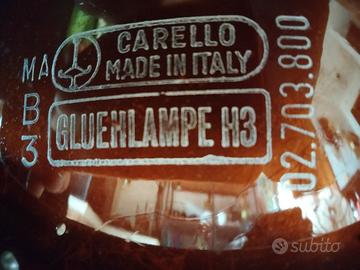 CARELLO
MADE IN ITALY
MA
B
3
GLUEHLAMPE H3
02.703.800
subito